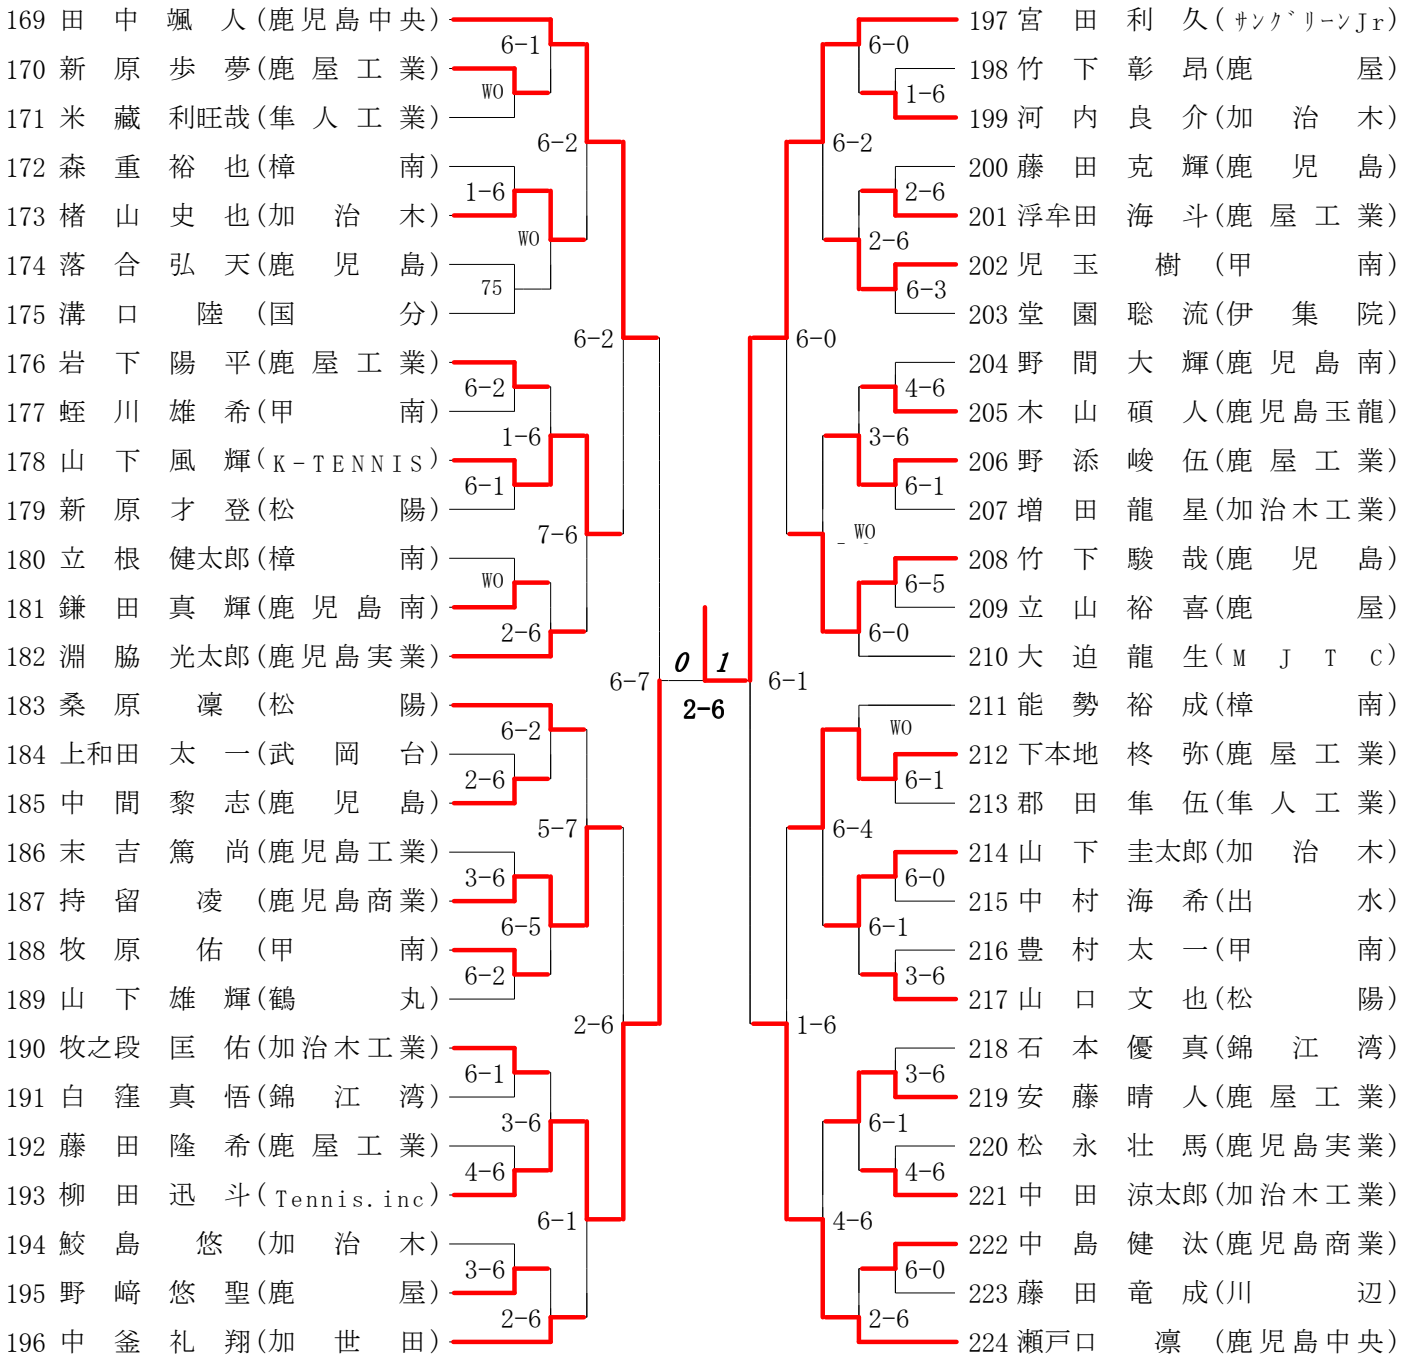 169 田中 颯人 (鹿児島中央)
6-1
170 新原 歩夢 (鹿屋工業)
WO
171 米藏 利旺哉 (隼人工業)
6-2
172 森重 裕也 (樟南)
1-6
173 楮山 史也 (加治木)
WO
174 落合 弘天 (鹿児島)
75
175 溝口 陸 (国分)
6-2
176 岩下 陽平 (鹿屋工業)
6-2
177 蛭川 雄希 (甲南)
1-6
178 山下 風輝 (K-TENNIS)
6-1
179 新原 才登 (松陽)
7-6
180 立根 健太郎 (樟南)
WO
181 鎌田 真輝 (鹿児島南)
2-6
182 淵脇 光太郎 (鹿児島実業)
6-7
183 桑原 凜 (松陽)
6-2
184 上和田 太一 (武岡台)
2-6
185 中間 黎志 (鹿児島)
5-7
186 末吉 篤尚 (鹿児島工業)
3-6
187 持留 凌 (鹿児島商業)
6-5
188 牧原 佑 (甲南)
6-2
189 山下 雄輝 (鶴丸)
2-6
190 牧之段 匡佑 (加治木工業)
6-1
191 白窪 真悟 (錦江湾)
3-6
192 藤田 隆希 (鹿屋工業)
4-6
193 柳田 迅斗 (Tennis.inc)
6-1
194 鮫島 悠 (加治木)
3-6
195 野﨑 悠聖 (鹿屋)
2-6
196 中釜 礼翔 (加世田)
0 1
2-6
197 宮田 利久 (サングリーンJr)
6-0
198 竹下 彰昂 (鹿屋)
1-6
199 河内 良介 (加治木)
6-2
200 藤田 克輝 (鹿児島)
2-6
201 浮牟田 海斗 (鹿屋工業)
2-6
202 児玉 樹 (甲南)
6-3
203 堂園 聡流 (伊集院)
6-0
204 野間 大輝 (鹿児島南)
4-6
205 木山 碩人 (鹿児島玉龍)
3-6
206 野添 峻伍 (鹿屋工業)
6-1
207 増田 龍星 (加治木工業)
WO
208 竹下 駿哉 (鹿児島)
6-5
209 立山 裕喜 (鹿屋)
6-0
210 大迫 龍生 (MJTC)
6-1
211 能勢 裕成 (樟南)
WO
212 下本地 柊弥 (鹿屋工業)
6-1
213 郡田 隼伍 (隼人工業)
6-4
214 山下 圭太郎 (加治木)
6-0
215 中村 海希 (出水)
6-1
216 豊村 太一 (甲南)
3-6
217 山口 文也 (松陽)
1-6
218 石本 優真 (錦江湾)
3-6
219 安藤 晴人 (鹿屋工業)
6-1
220 松永 壮馬 (鹿児島実業)
4-6
221 中田 涼太郎 (加治木工業)
4-6
222 中島 健汰 (鹿児島商業)
6-0
223 藤田 竜成 (川辺)
2-6
224 瀬戸口 凛 (鹿児島中央)